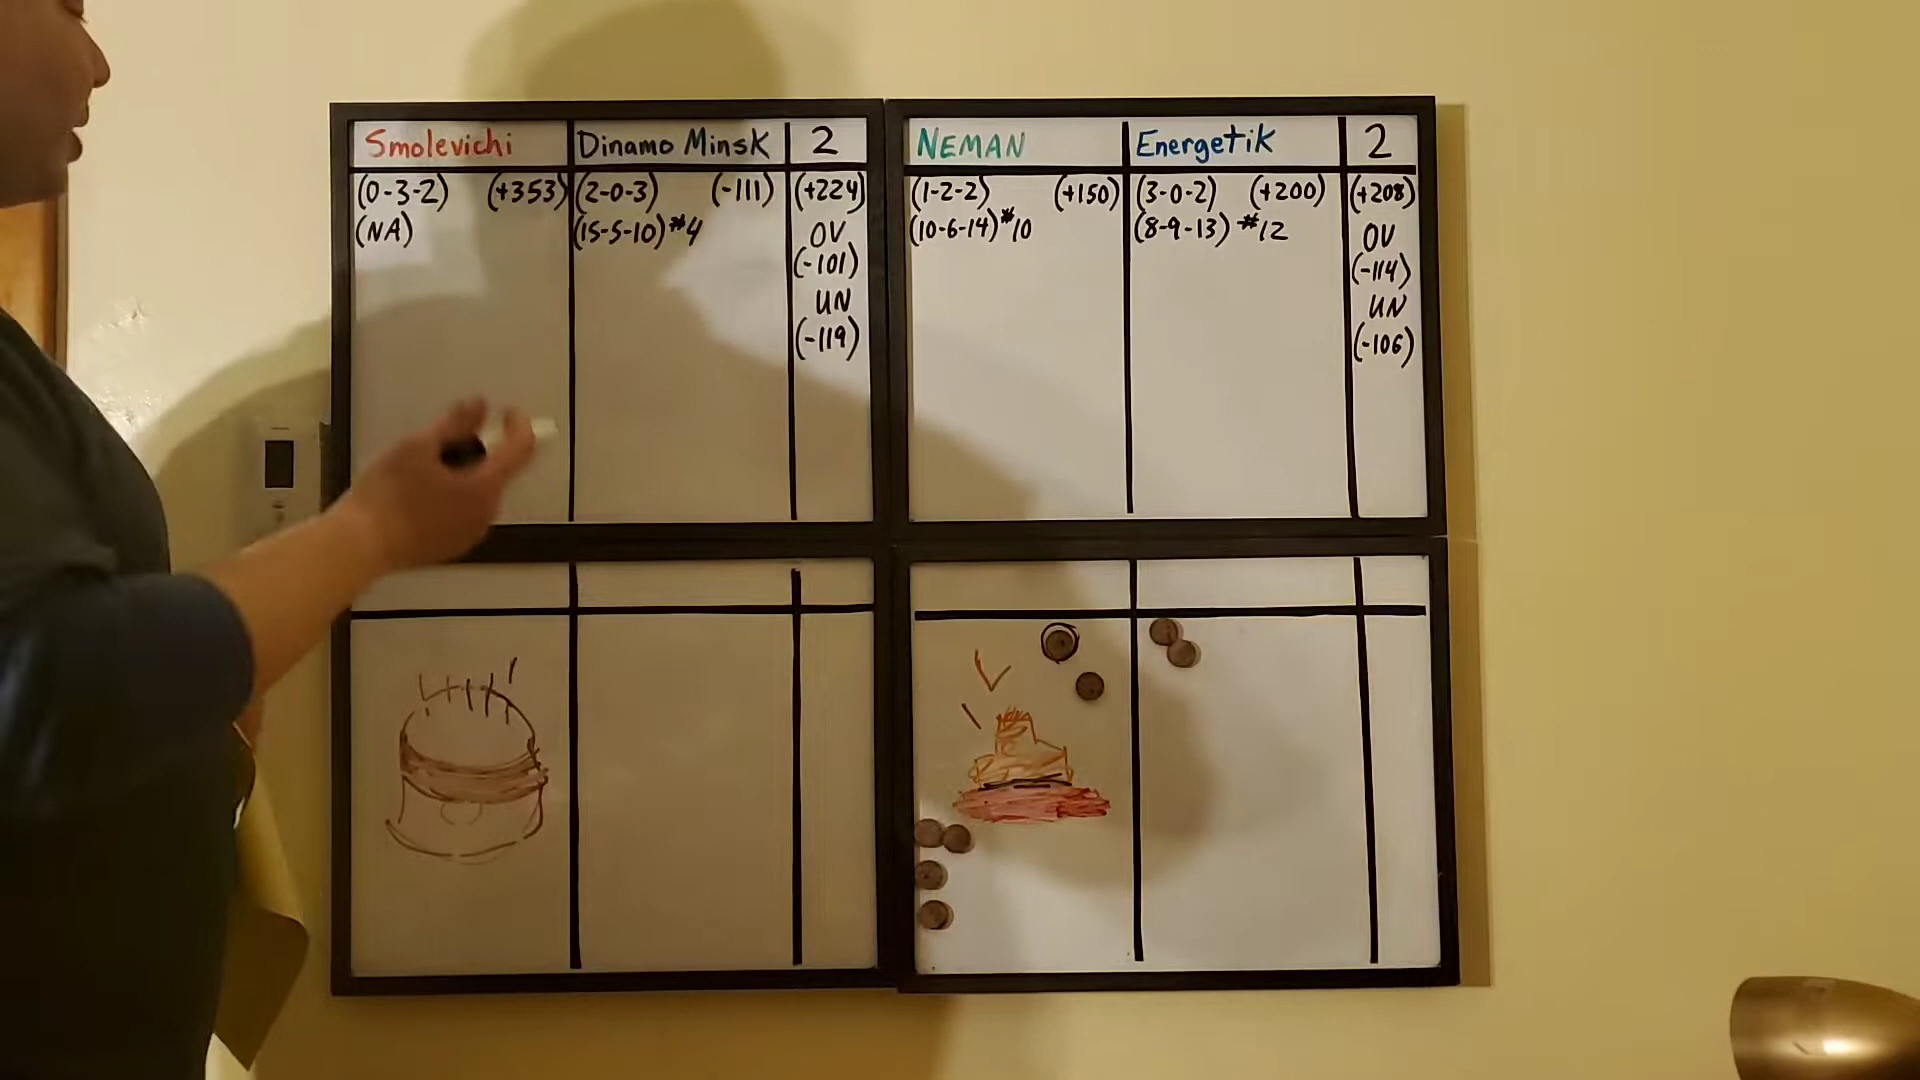 Smolevichi Dinamo Minsk 2
(0-3-2) (+353) (2-0-3) (-111) (+224)
(NA) (15-5-10) #4 OV
(-101)
UN
(-119)
NEMAN Energetik 2
(1-2-2) (+150) (3-0-2) (+200) (+208)
(10-6-14) #10 (8-9-13) #12 OV
(-114)
UN
(-106)